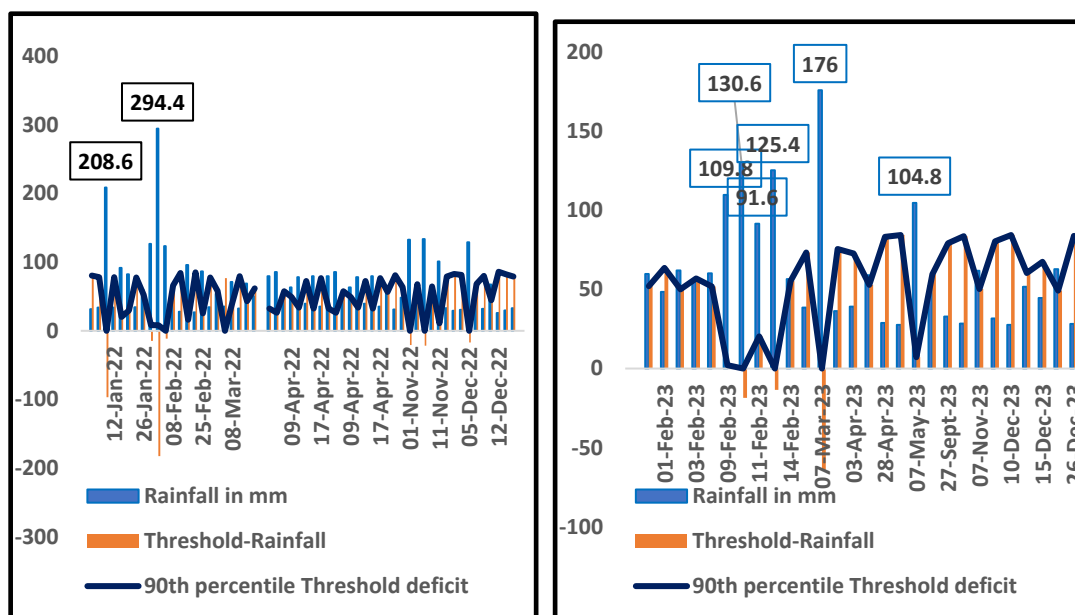 400
300
200
100
0
-100
-200
-300
294.4
208.6
12-Jan-22
26-Jan-22
08-Feb-22
25-Feb-22
08-Mar-22
09-Apr-22
17-Apr-22
09-Apr-22
17-Apr-22
01-Nov-22
11-Nov-22
05-Dec-22
12-Dec-22
Rainfall in mm
Threshold-Rainfall
90th percentile Threshold deficit
200
150
100
50
0
-50
-100
176
130.6
125.4
109.8
91.6
104.8
01-Feb-23
03-Feb-23
09-Feb-23
11-Feb-23
14-Feb-23
07-Mar-23
03-Apr-23
28-Apr-23
07-May-23
27-Sept-23
07-Nov-23
10-Dec-23
15-Dec-23
26-Dec-23
Rainfall in mm
Threshold-Rainfall
90th percentile Threshold deficit